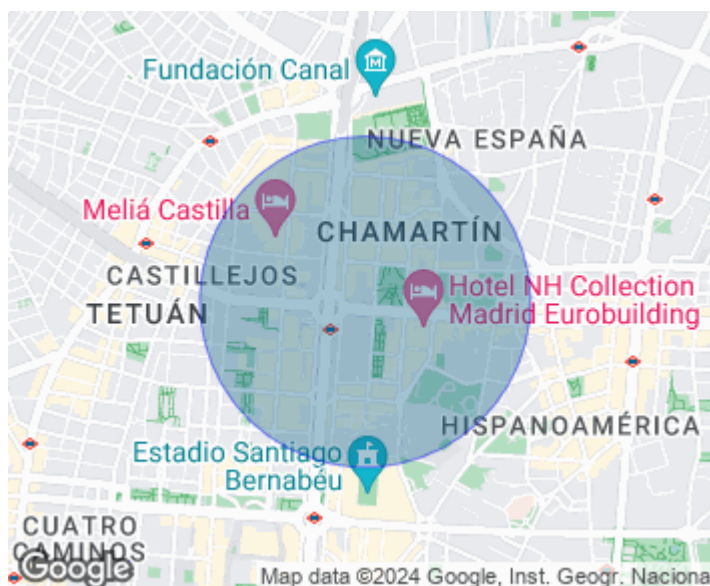 Fundación Canal
NUEVA ESPAÑA
Meliá Castilla
CHAMARTÍN
CASTILLEJOS
Hotel NH Collection
Madrid Eurobuilding
TETUÁN
HISPANOAMÉRICA
Estadio Santiago
Bernabéu
CUATRO
CAMINOS
Google
Map data ©2024 Google, Inst. Geogr. Naciona